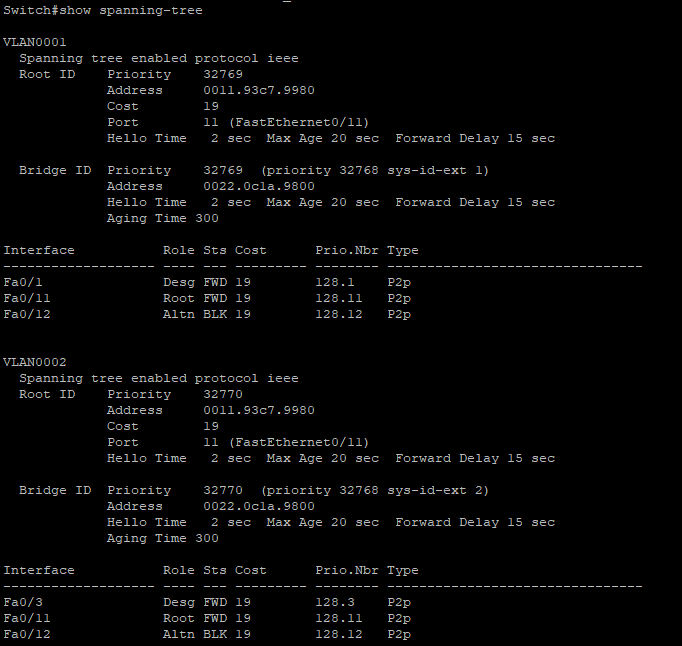 Switch#show spanning-tree

VLAN0001
  Spanning tree enabled protocol ieee
  Root ID    Priority    32769
             Address     0011.93c7.9980
             Cost        19
             Port        11 (FastEthernet0/11)
             Hello Time   2 sec  Max Age 20 sec  Forward Delay 15 sec

  Bridge ID  Priority    32769  (priority 32768 sys-id-ext 1)
             Address     0022.0c1a.9800
             Hello Time   2 sec  Max Age 20 sec  Forward Delay 15 sec
             Aging Time 300

Interface           Role Sts Cost      Prio.Nbr Type
------------------- ---- --- --------- -------- --------------------------------
Fa0/1               Desg FWD 19        128.1    P2p
Fa0/11              Root FWD 19        128.11   P2p
Fa0/12              Altn BLK 19        128.12   P2p

VLAN0002
  Spanning tree enabled protocol ieee
  Root ID    Priority    32770
             Address     0011.93c7.9980
             Cost        19
             Port        11 (FastEthernet0/11)
             Hello Time   2 sec  Max Age 20 sec  Forward Delay 15 sec

  Bridge ID  Priority    32770  (priority 32768 sys-id-ext 2)
             Address     0022.0c1a.9800
             Hello Time   2 sec  Max Age 20 sec  Forward Delay 15 sec
             Aging Time 300

Interface           Role Sts Cost      Prio.Nbr Type
------------------- ---- --- --------- -------- --------------------------------
Fa0/3               Desg FWD 19        128.3    P2p
Fa0/11              Root FWD 19        128.11   P2p
Fa0/12              Altn BLK 19        128.12   P2p